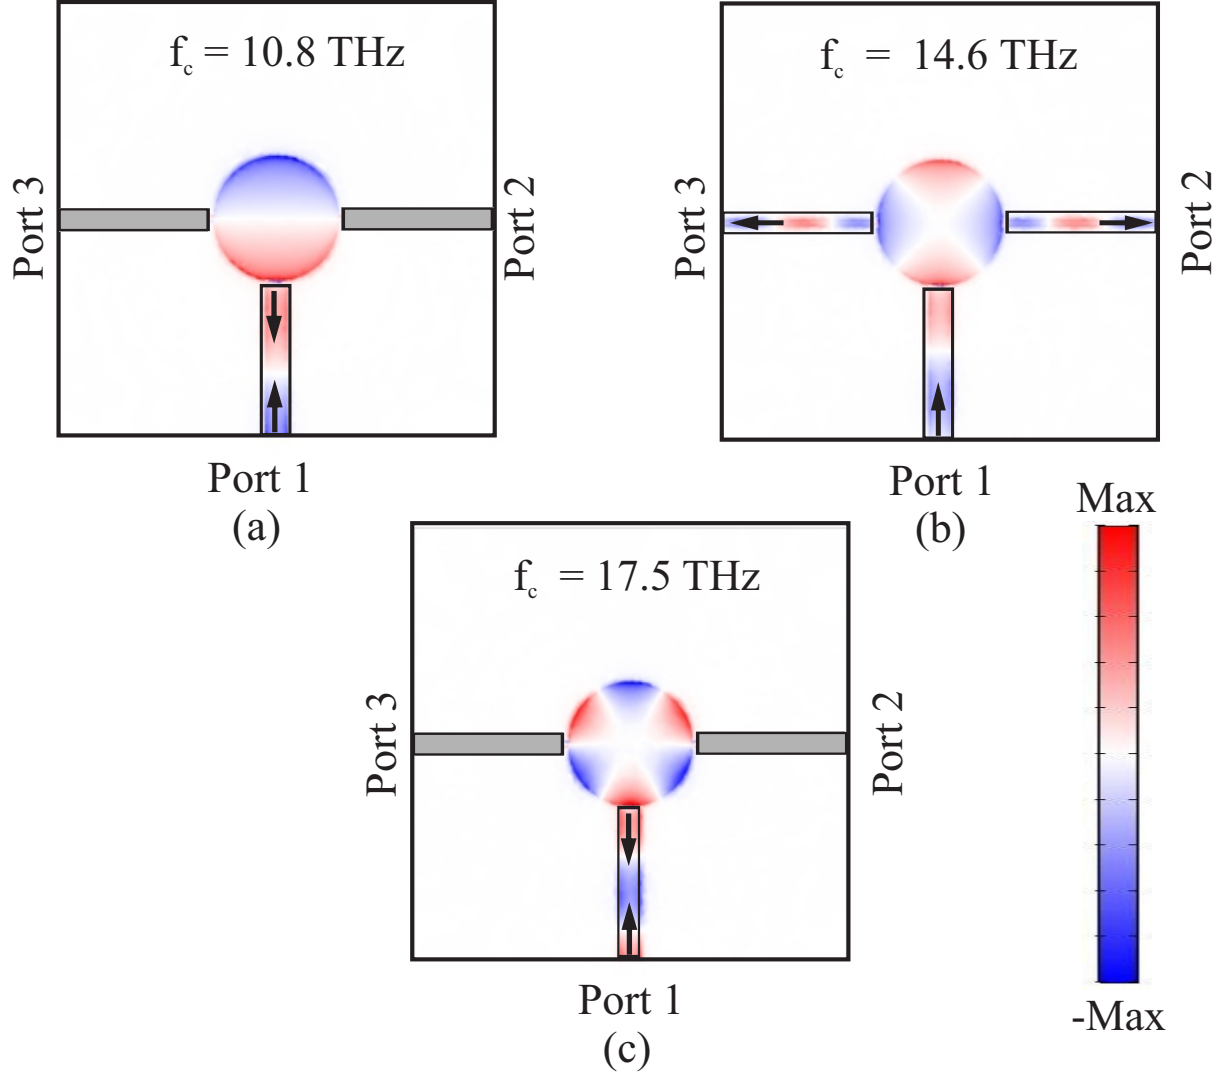 f_c = 10.8 THz
Port 3
Port 2
Port 1
(a)
f_c = 14.6 THz
Port 3
Port 2
Port 1
(b)
f_c = 17.5 THz
Port 3
Port 2
Port 1
(c)
Max
-Max